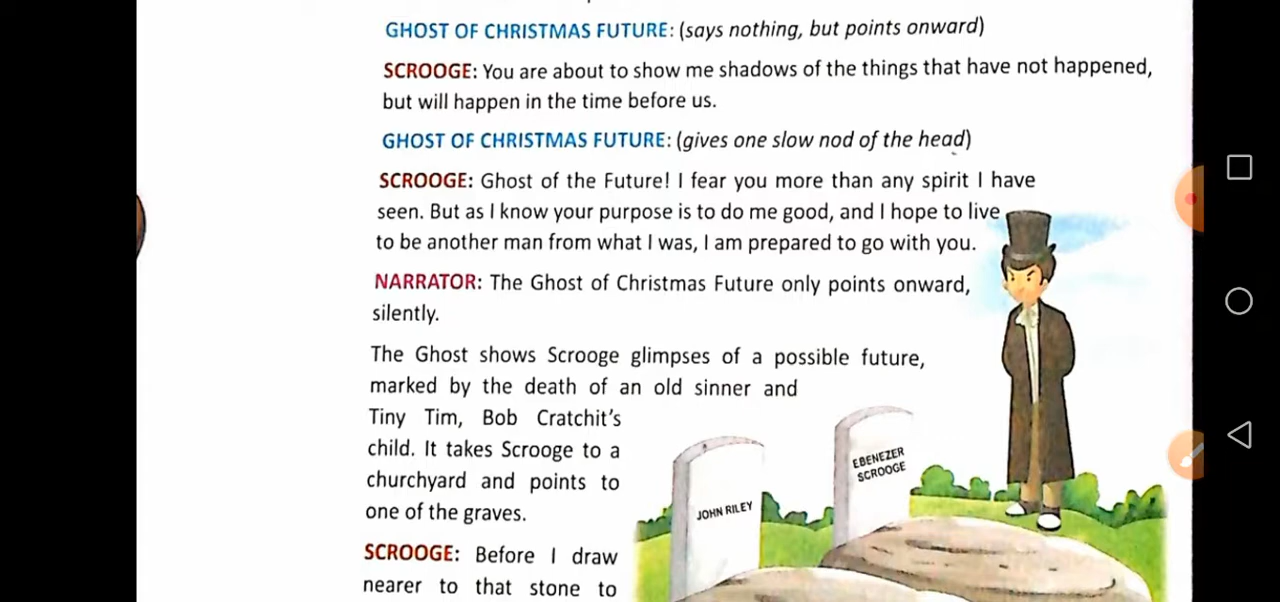 GHOST OF CHRISTMAS FUTURE: (says nothing, but points onward)
SCROOGE: You are about to show me shadows of the things that have not happened,
but will happen in the time before us.
GHOST OF CHRISTMAS FUTURE: (gives one slow nod of the head)
SCROOGE: Ghost of the Future! I fear you more than any spirit I have
seen. But as I know your purpose is to do me good, and I hope to live
to be another man from what I was, I am prepared to go with you.
NARRATOR: The Ghost of Christmas Future only points onward,
silently.
The Ghost shows Scrooge glimpses of a possible future,
marked by the death of an old sinner and
Tiny Tim, Bob Cratchit's
child. It takes Scrooge to a
churchyard and points to
one of the graves.
SCROOGE: Before I draw
nearer to that stone to
JOHN RILEY
EBENEZER
SCROOGE